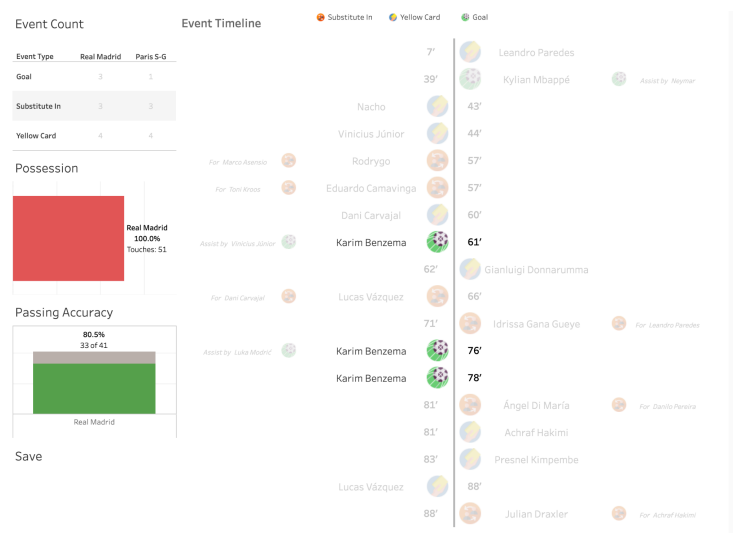 Event Count
Event Timeline
Substitute In
Yellow Card
Goal
Event Type Real Madrid Paris S-G
Goal 3 1
Substitute In 3 3
Yellow Card 4 4
Possession
Real Madrid
100.0%
Touches: 51
Passing Accuracy
80.5%
33 of 41
Real Madrid
Save
7' Leandro Paredes
39' Kylian Mbappé Assist by Neymar
Nacho 43'
Vinícius Júnior 44'
For Marco Asensio Rodrygo 57'
For Toni Kroos Eduardo Camavinga 57'
Dani Carvajal 60'
Assist by Vinícius Júnior Karim Benzema 61'
62' Gianluigi Donnarumma
For Dani Carvajal Lucas Vázquez 66'
71' Idrissa Gana Gueye For Leandro Paredes
Assist by Luka Modrić Karim Benzema 76'
Karim Benzema 78'
81' Ángel Di María For Danilo Pereira
81' Achraf Hakimi
83' Presnel Kimpembe
Lucas Vázquez 88'
88' Julian Draxler For Achraf Hakimi